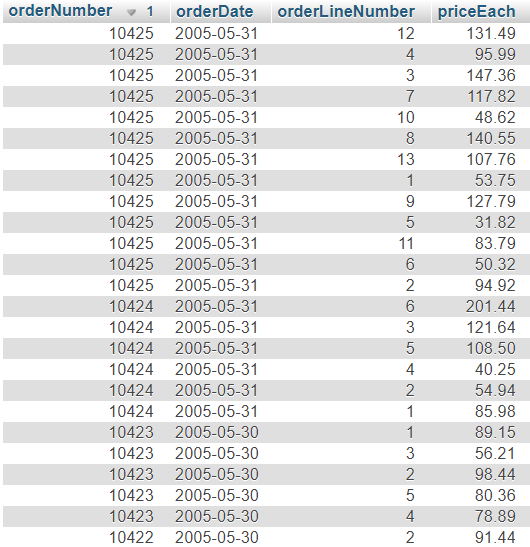 orderNumber 1 orderDate orderLineNumber priceEach
10425 2005-05-31 12 131.49
10425 2005-05-31 4 95.99
10425 2005-05-31 3 147.36
10425 2005-05-31 7 117.82
10425 2005-05-31 10 48.62
10425 2005-05-31 8 140.55
10425 2005-05-31 13 107.76
10425 2005-05-31 1 53.75
10425 2005-05-31 9 127.79
10425 2005-05-31 5 31.82
10425 2005-05-31 11 83.79
10425 2005-05-31 6 50.32
10425 2005-05-31 2 94.92
10424 2005-05-31 6 201.44
10424 2005-05-31 3 121.64
10424 2005-05-31 5 108.50
10424 2005-05-31 4 40.25
10424 2005-05-31 2 54.94
10424 2005-05-31 1 85.98
10423 2005-05-30 1 89.15
10423 2005-05-30 3 56.21
10423 2005-05-30 2 98.44
10423 2005-05-30 5 80.36
10423 2005-05-30 4 78.89
10422 2005-05-30 2 91.44